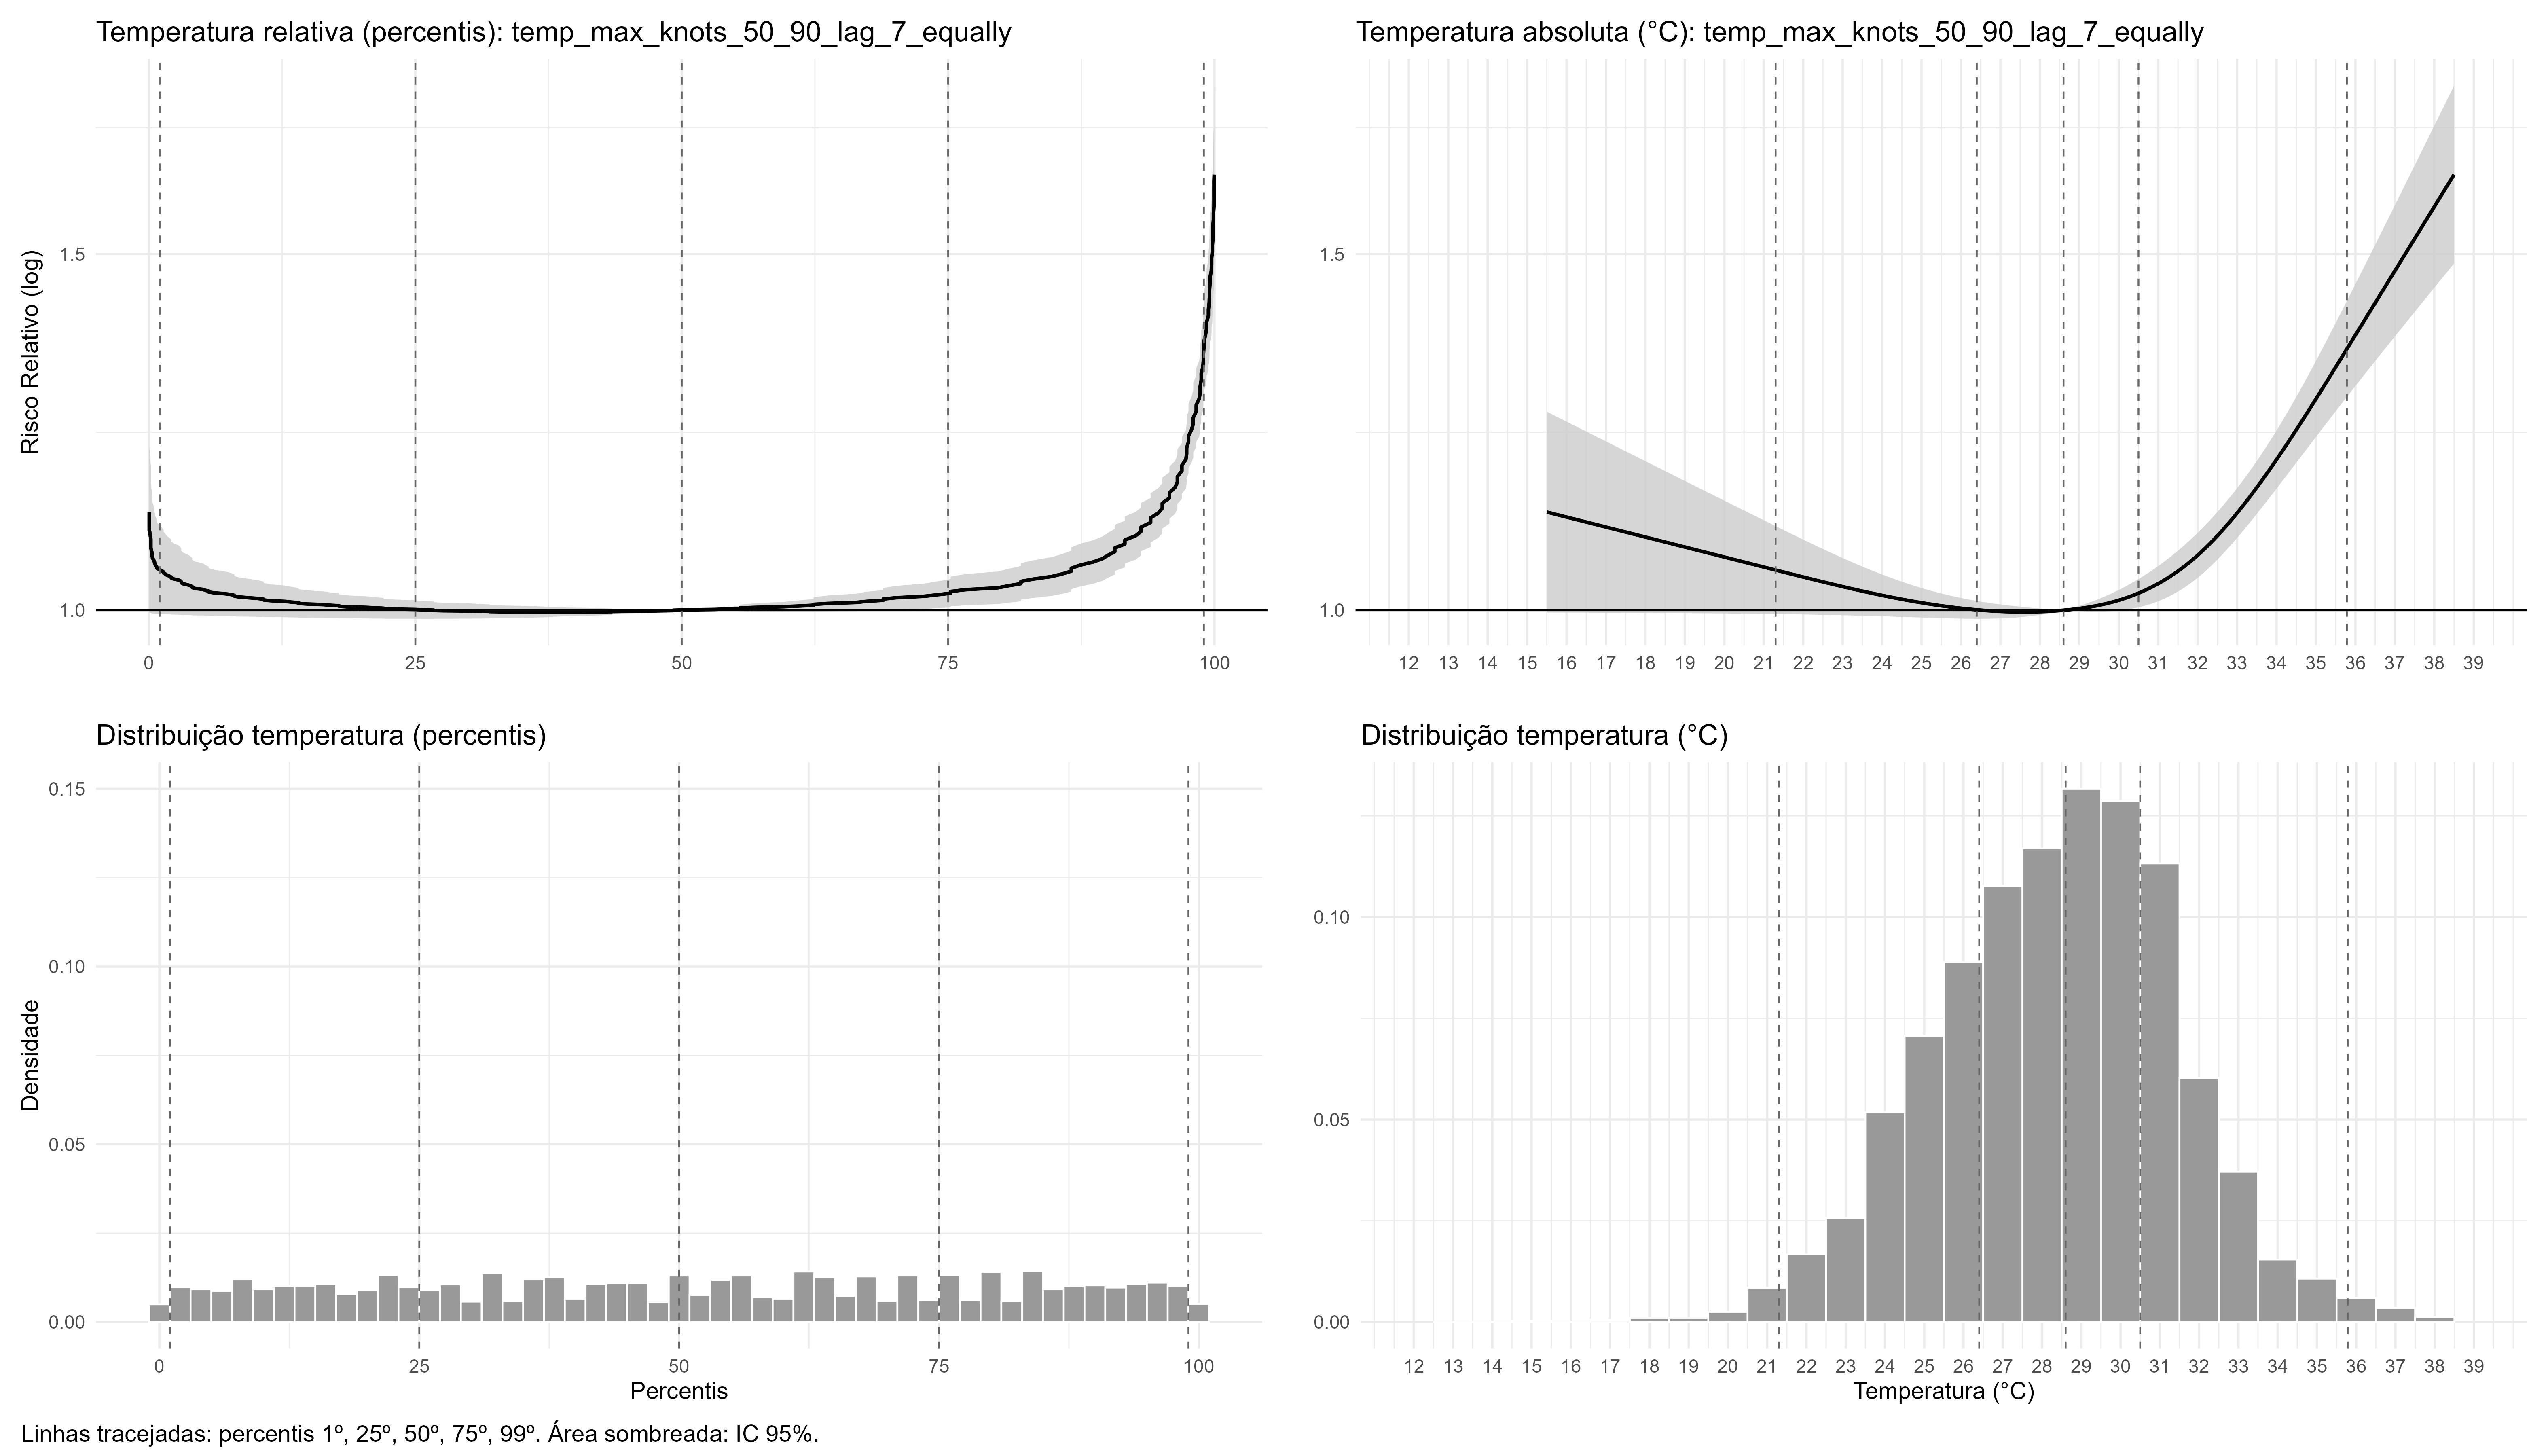 Temperatura relativa (percentis): temp_max_knots_50_90_lag_7_equally
Risco Relativo (log)
1.5
1.0
0 25 50 75 100
Temperatura absoluta (°C): temp_max_knots_50_90_lag_7_equally
1.5
1.0
12 13 14 15 16 17 18 19 20 21 22 23 24 25 26 27 28 29 30 31 32 33 34 35 36 37 38 39
Distribuição temperatura (percentis)
Densidade
0.15
0.10
0.05
0.00
0 25 50 75 100
Percentis
Distribuição temperatura (°C)
0.10
0.05
0.00
12 13 14 15 16 17 18 19 20 21 22 23 24 25 26 27 28 29 30 31 32 33 34 35 36 37 38 39
Temperatura (°C)
Linhas tracejadas: percentis 1º, 25º, 50º, 75º, 99º. Área sombreada: IC 95%.